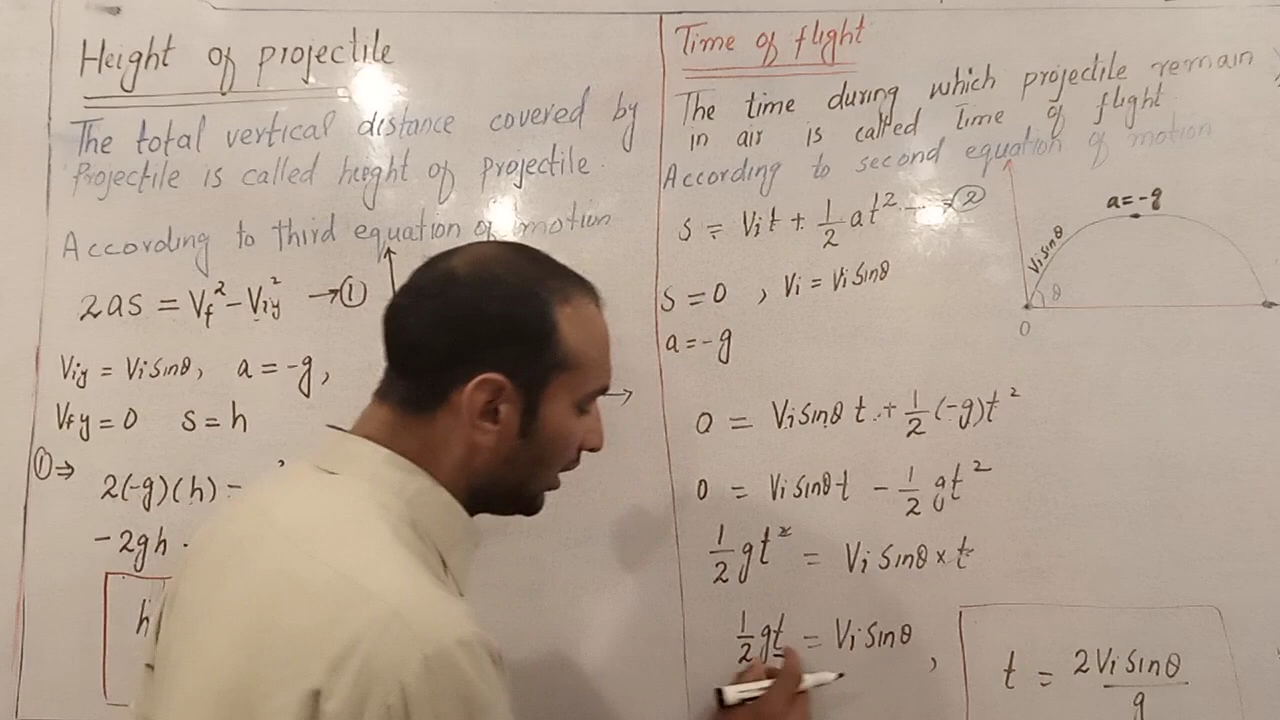 Height of projectile
The total vertical distance covered by
Projectile is called height of projectile.
According to third equation of motion
2as = Vf² - Viy² → ①
Viy = Vi Sinθ, a = -g,
Vfy = 0 S = h
① ⇒ 2(-g)(h) =
-2gh
h
Time of flight
The time during which projectile remain
in air is called time of flight
According to second equation of motion
S = Vit + 1/2 at² --- ②
S = 0 , Vi = Vi Sinθ
a = -g
0 = Vi Sinθ t + 1/2 (-g)t²
0 = Vi Sinθ t - 1/2 gt²
1/2 gt² = Vi Sinθ × t
1/2 gt = Vi Sinθ ,
t = 2Vi Sinθ / g
a = -g
Vi Sinθ
θ
0